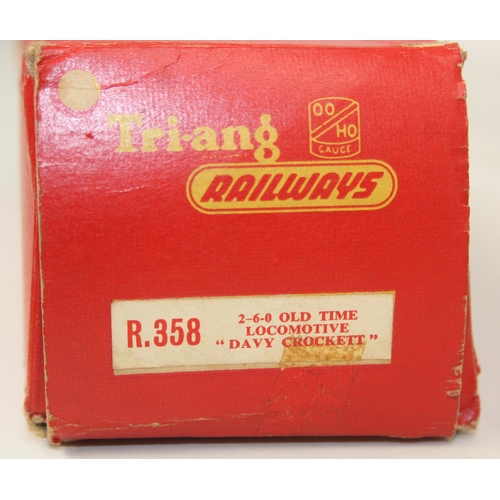 Tri-ang
OO
HO
GAUGE
RAILWAYS
R.358
2-6-0 OLD TIME
LOCOMOTIVE
"DAVY CROCKETT"